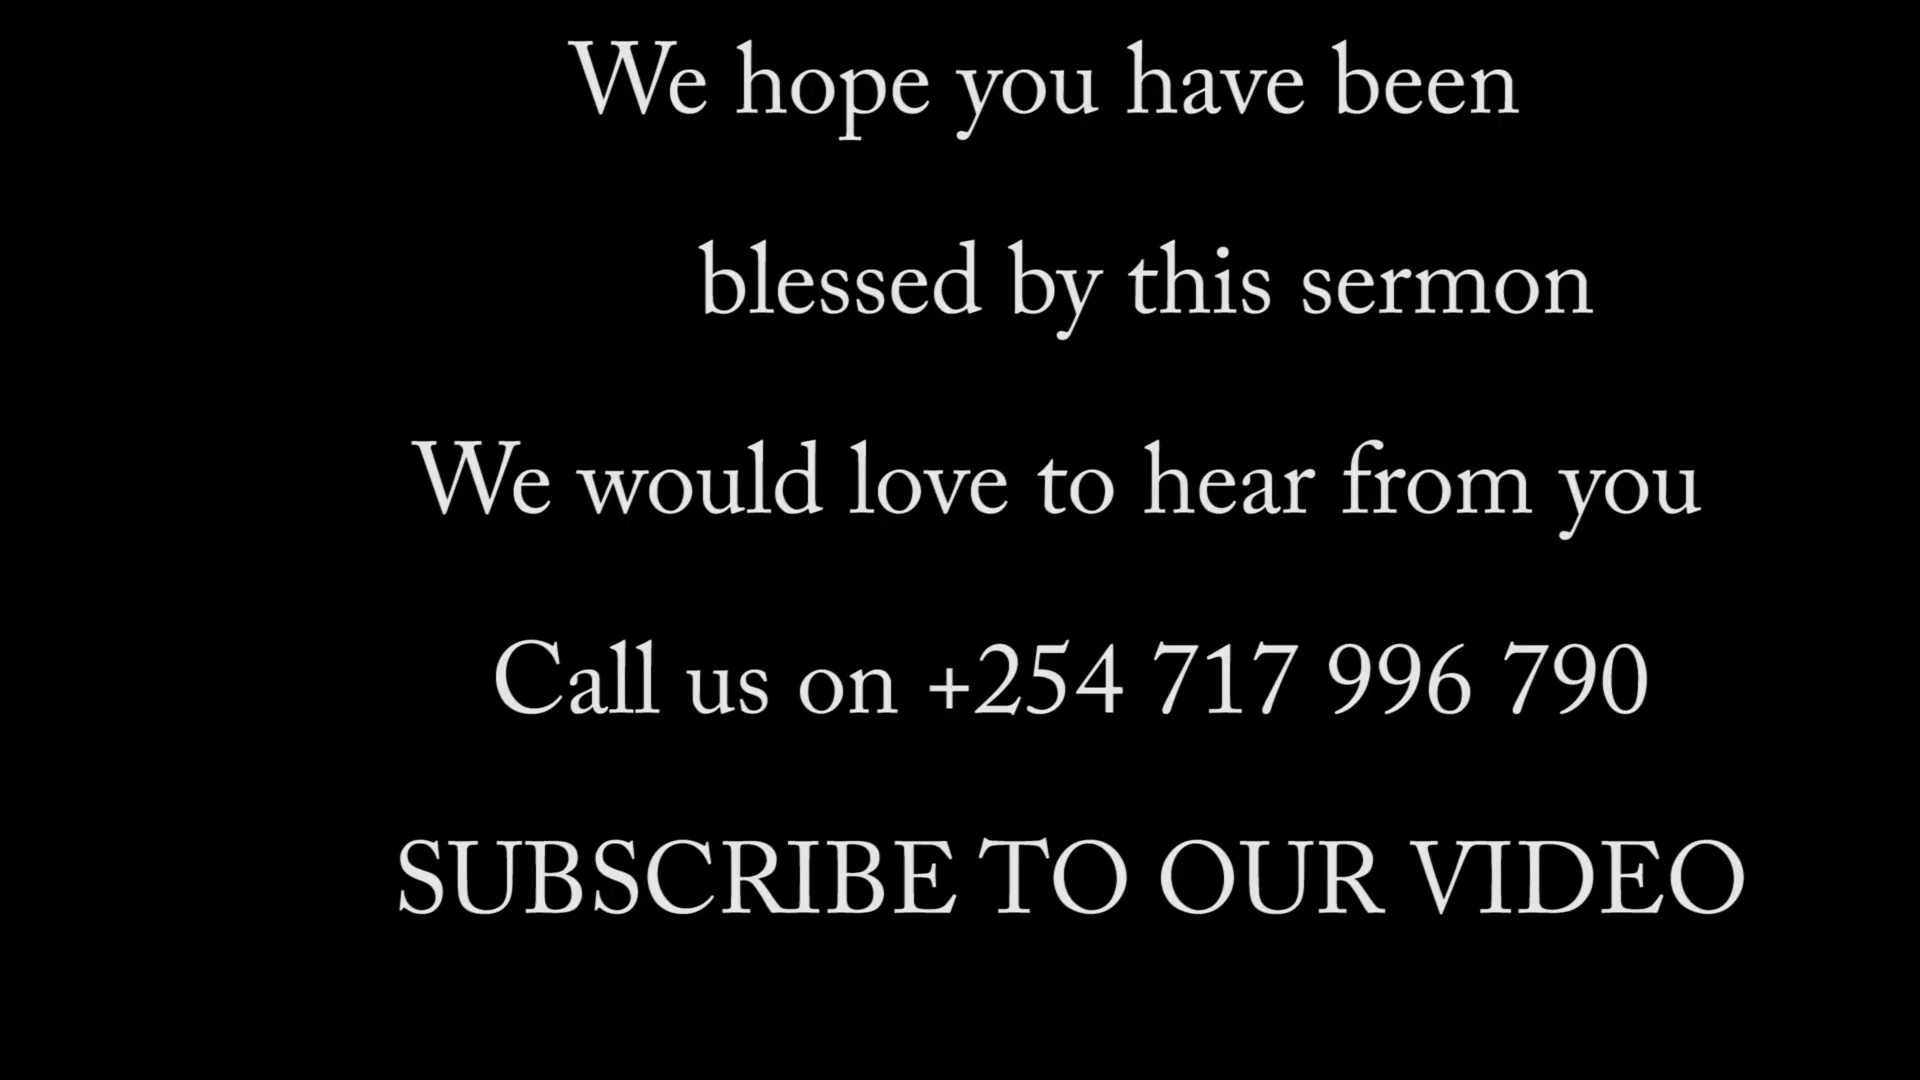 We hope you have been
blessed by this sermon
We would love to hear from you
Call us on +254 717 996 790
SUBSCRIBE TO OUR VIDEO